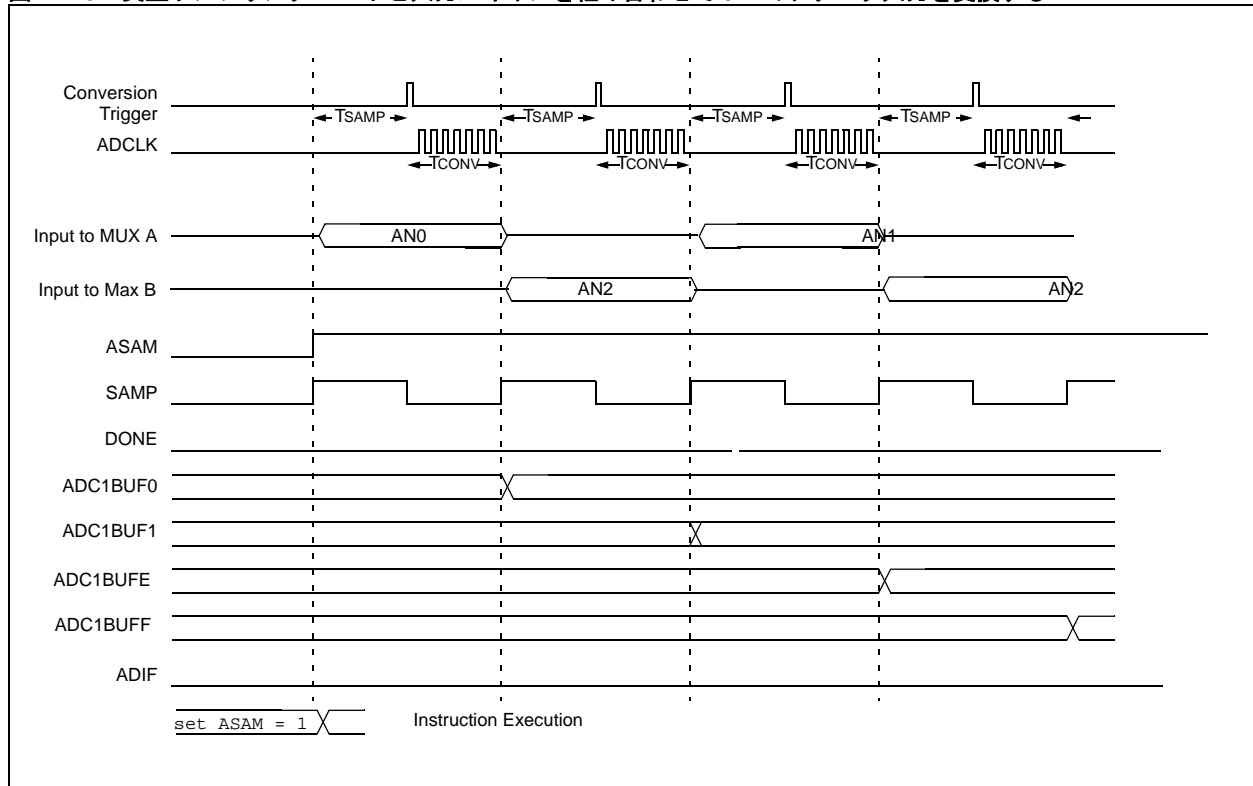 Conversion
Trigger
TSAMP TSAMP TSAMP TSAMP
ADCLK
TCONV TCONV TCONV TCONV
Input to MUX A AN0 AN1
Input to Max B AN2 AN2
ASAM
SAMP
DONE
ADC1BUF0
ADC1BUF1
ADC1BUFE
ADC1BUFF
ADIF
set ASAM = 1 Instruction Execution